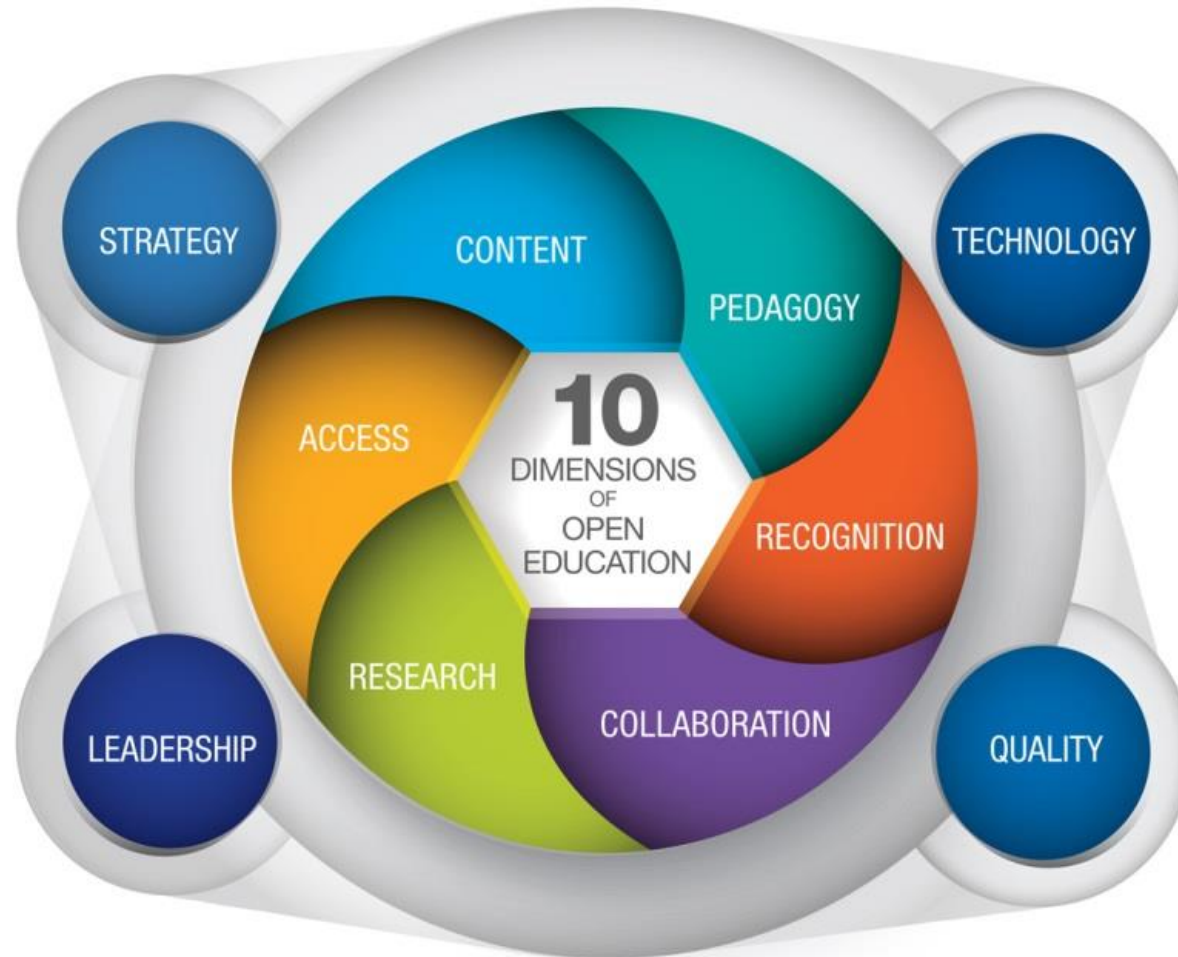 STRATEGY
TECHNOLOGY
CONTENT
PEDAGOGY
ACCESS
10
DIMENSIONS
OF
OPEN
EDUCATION
RECOGNITION
RESEARCH
COLLABORATION
LEADERSHIP
QUALITY